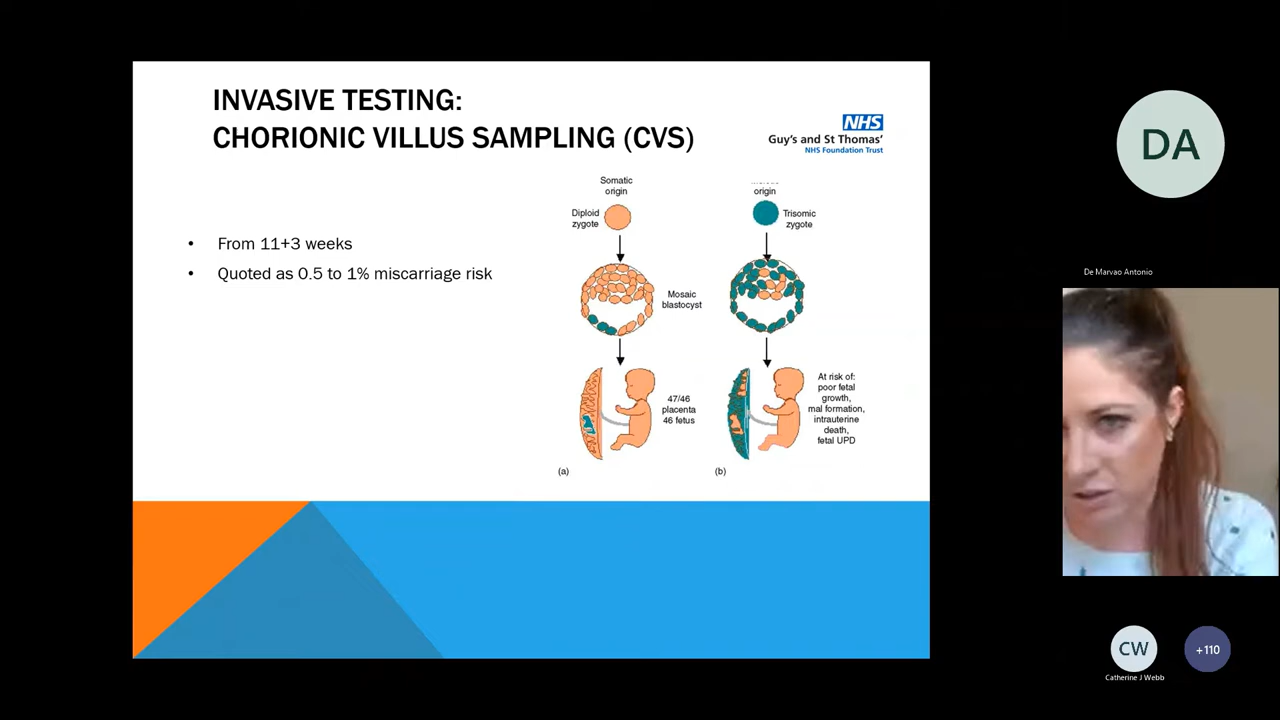 INVASIVE TESTING:
CHORIONIC VILLUS SAMPLING (CVS)
NHS
Guy's and St Thomas'
NHS Foundation Trust
• From 11+3 weeks
• Quoted as 0.5 to 1% miscarriage risk
Somatic
origin
Diploid
zygote
origin
Trisomic
zygote
Mosaic
blastocyst
47/46
placenta
46 fetus
At risk of:
poor fetal
growth,
mal formation,
intrauterine
death,
fetal UPD
(a)
(b)
DA
De Marvao Antonio
CW
Catherine J Webb
+110